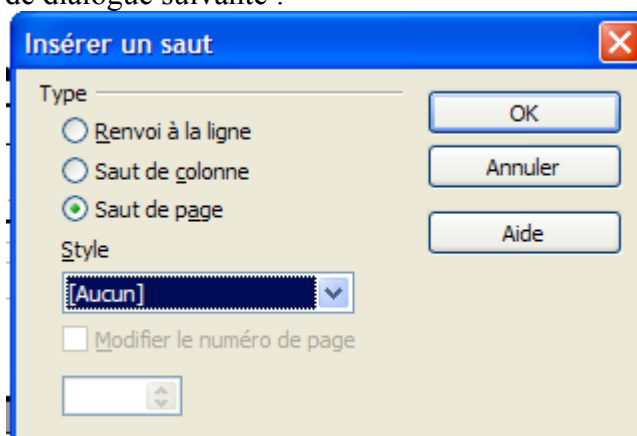 de dialogue suivante :
Insérer un saut
Type
Renvoi à la ligne
Saut de colonne
Saut de page
Style
[Aucun]
Modifier le numéro de page
OK
Annuler
Aide